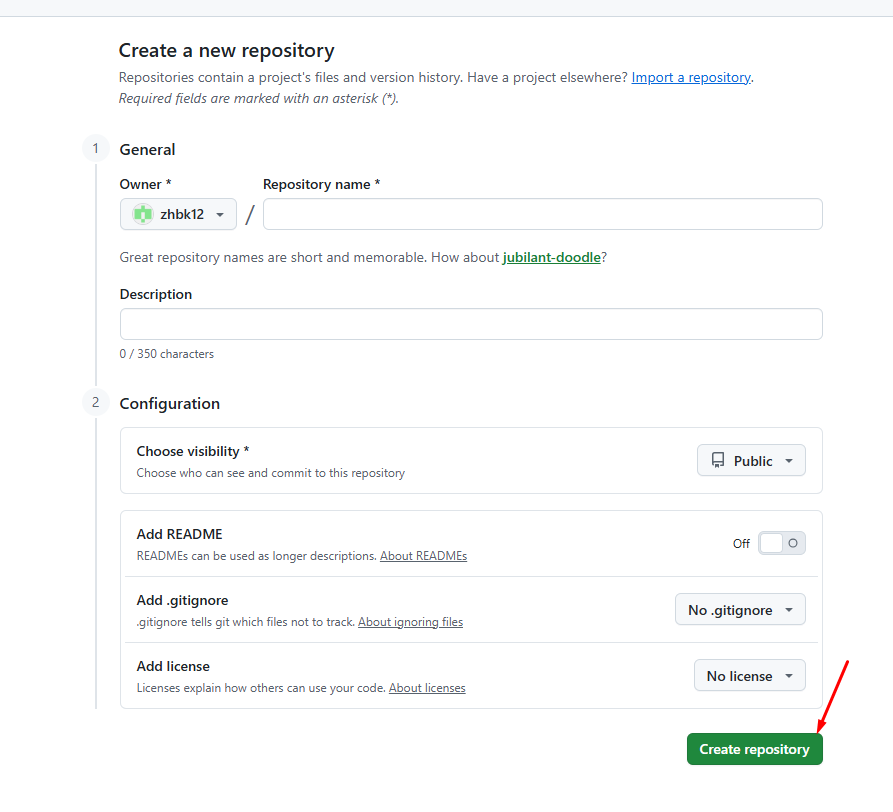 Create a new repository
Repositories contain a project's files and version history. Have a project elsewhere? Import a repository.
Required fields are marked with an asterisk (*).
1 General
Owner * Repository name *
zhbk12 /
Great repository names are short and memorable. How about jubilant-doodle?
Description
0 / 350 characters
2 Configuration
Choose visibility *
Choose who can see and commit to this repository
Public
Add README
READMEs can be used as longer descriptions. About READMEs
Off
Add .gitignore
.gitignore tells git which files not to track. About ignoring files
No .gitignore
Add license
Licenses explain how others can use your code. About licenses
No license
Create repository